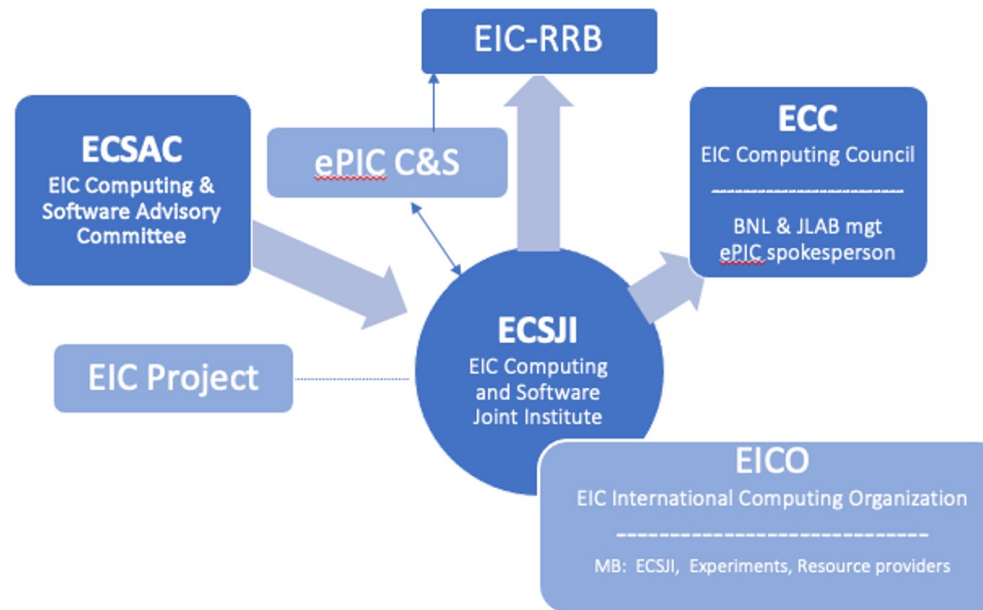 EIC-RRB
ECSAC
EIC Computing &
Software Advisory
Committee
ePIC C&S
ECC
EIC Computing Council
BNL & JLAB mgt
ePIC spokesperson
ECSJI
EIC Computing
and Software
Joint Institute
EIC Project
EICO
EIC International Computing Organization
MB: ECSJI, Experiments, Resource providers